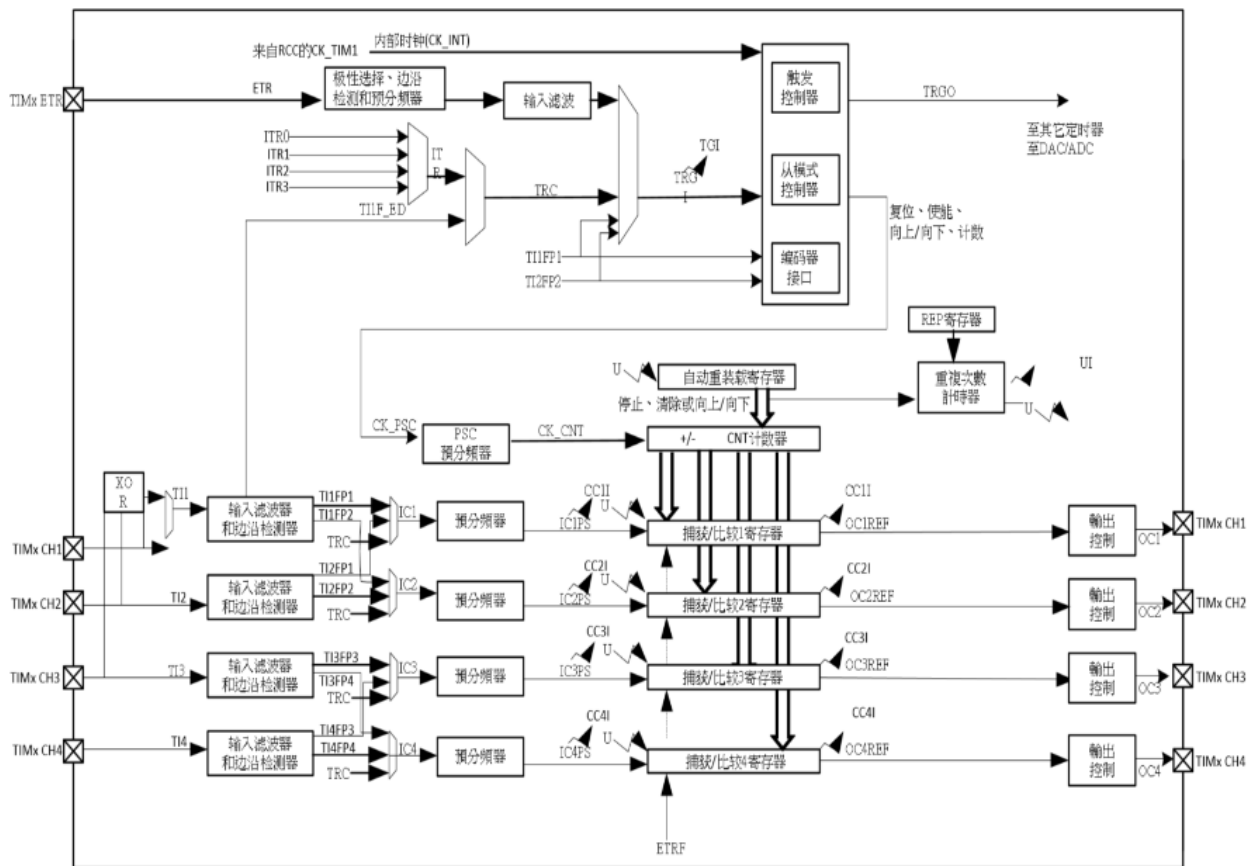 内部时钟(CK_INT)
来自RCC的CK_TIM1
触发
控制器
TIMx ETR
ETR
极性选择、边沿
检测和预分频器
输入滤波
TRGO
至其它定时器
至DAC/ADC
ITR0
ITR1
ITR2
ITR3
IT
R
TI1F_ED
TRC
TGI
TRG
I
从模式
控制器
复位、使能、
向上/向下、计数
TI1FP1
TI2FP2
编码器
接口
REP寄存器
U
自动重装载寄存器
停止、清除或向上/向下
重複次數
計時器
UI
U
CK_PSC
PSC
預分頻器
CK_CNT
+/-
CNT计数器
XO
R
TI1
输入滤波器
和边沿检测器
TI1FP1
TI1FP2
TRC
IC1
預分頻器
CC1I
U
IC1PS
捕获/比较1寄存器
CC1I
OC1REF
輸出
控制
OC1
TIMx CH1
TIMx CH1
TIMx CH2
TI2
输入滤波器
和边沿检测器
TI2FP1
TI2FP2
TRC
IC2
預分頻器
CC2I
U
IC2PS
捕获/比较2寄存器
CC2I
OC2REF
輸出
控制
OC2
TIMx CH2
TIMx CH3
TI3
输入滤波器
和边沿检测器
TI3FP3
TI3FP4
TRC
IC3
預分頻器
CC3I
U
IC3PS
捕获/比较3寄存器
CC3I
OC3REF
輸出
控制
OC3
TIMx CH3
TIMx CH4
TI4
输入滤波器
和边沿检测器
TI4FP3
TI4FP4
TRC
IC4
預分頻器
CC4I
U
IC4PS
捕获/比较4寄存器
CC4I
OC4REF
輸出
控制
OC4
TIMx CH4
ETRF